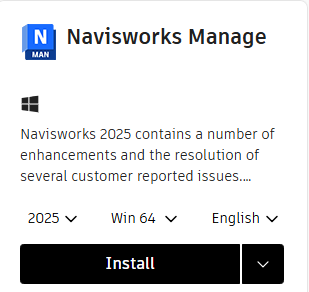 N
MAN
Navisworks Manage
Navisworks 2025 contains a number of
enhancements and the resolution of
several customer reported issues....
2025 Win 64 English
Install